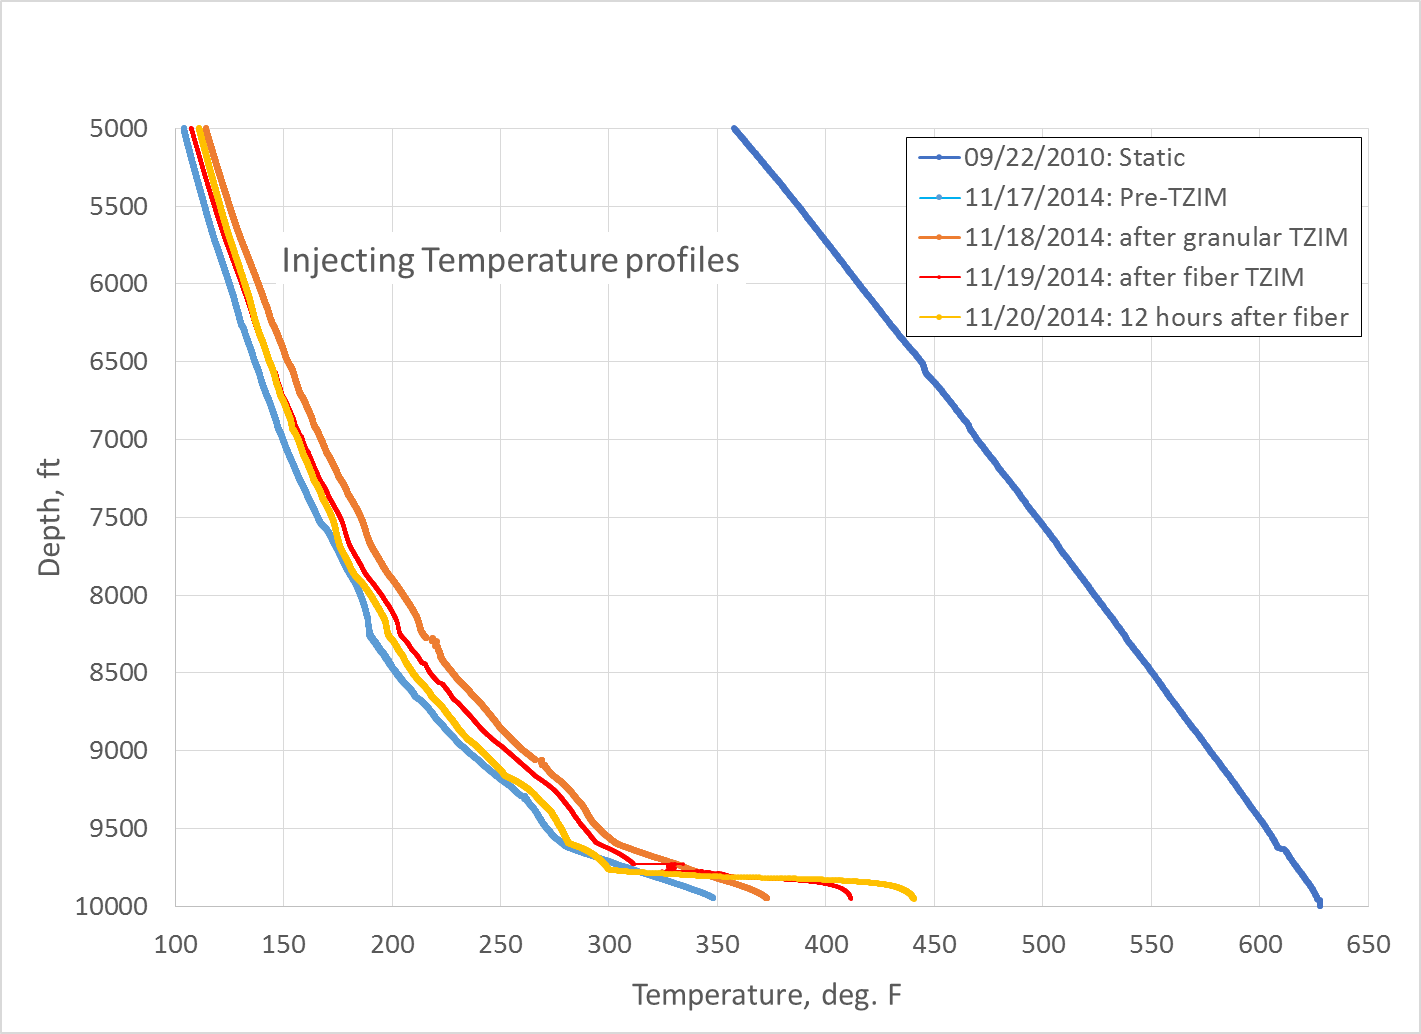 5000
5500
6000
6500
7000
7500
8000
8500
9000
9500
10000
Depth, ft
Injecting Temperature profiles
09/22/2010: Static
11/17/2014: Pre-TZIM
11/18/2014: after granular TZIM
11/19/2014: after fiber TZIM
11/20/2014: 12 hours after fiber
100 150 200 250 300 350 400 450 500 550 600 650
Temperature, deg. F